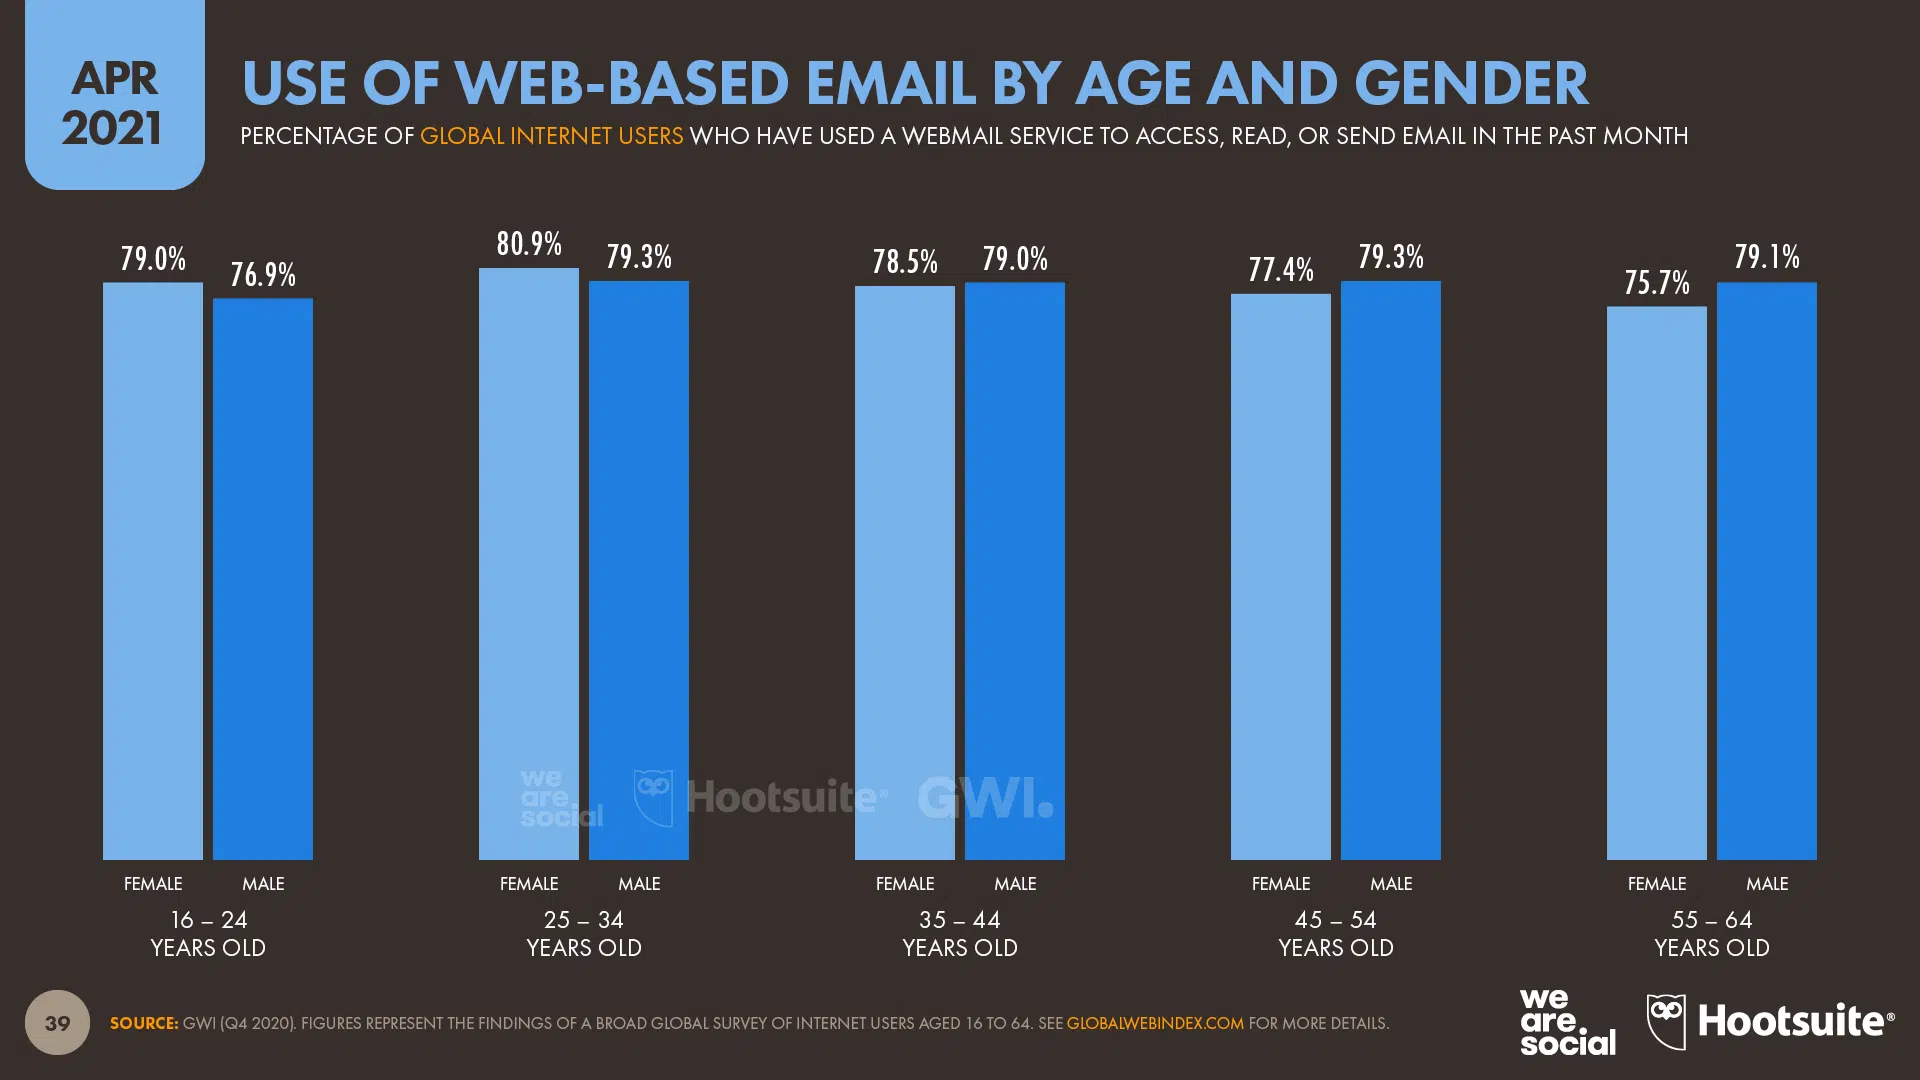 APR
2021
USE OF WEB-BASED EMAIL BY AGE AND GENDER
PERCENTAGE OF GLOBAL INTERNET USERS WHO HAVE USED A WEBMAIL SERVICE TO ACCESS, READ, OR SEND EMAIL IN THE PAST MONTH
79.0% 76.9% 80.9% 79.3% 78.5% 79.0% 77.4% 79.3% 75.7% 79.1%
we
are
social
Hootsuite®
GWI.
FEMALE MALE FEMALE MALE FEMALE MALE FEMALE MALE FEMALE MALE
16 – 24 25 – 34 35 – 44 45 – 54 55 – 64
YEARS OLD YEARS OLD YEARS OLD YEARS OLD YEARS OLD
39
SOURCE: GWI (Q4 2020). FIGURES REPRESENT THE FINDINGS OF A BROAD GLOBAL SURVEY OF INTERNET USERS AGED 16 TO 64. SEE GLOBALWEBINDEX.COM FOR MORE DETAILS.
we
are
social
Hootsuite®